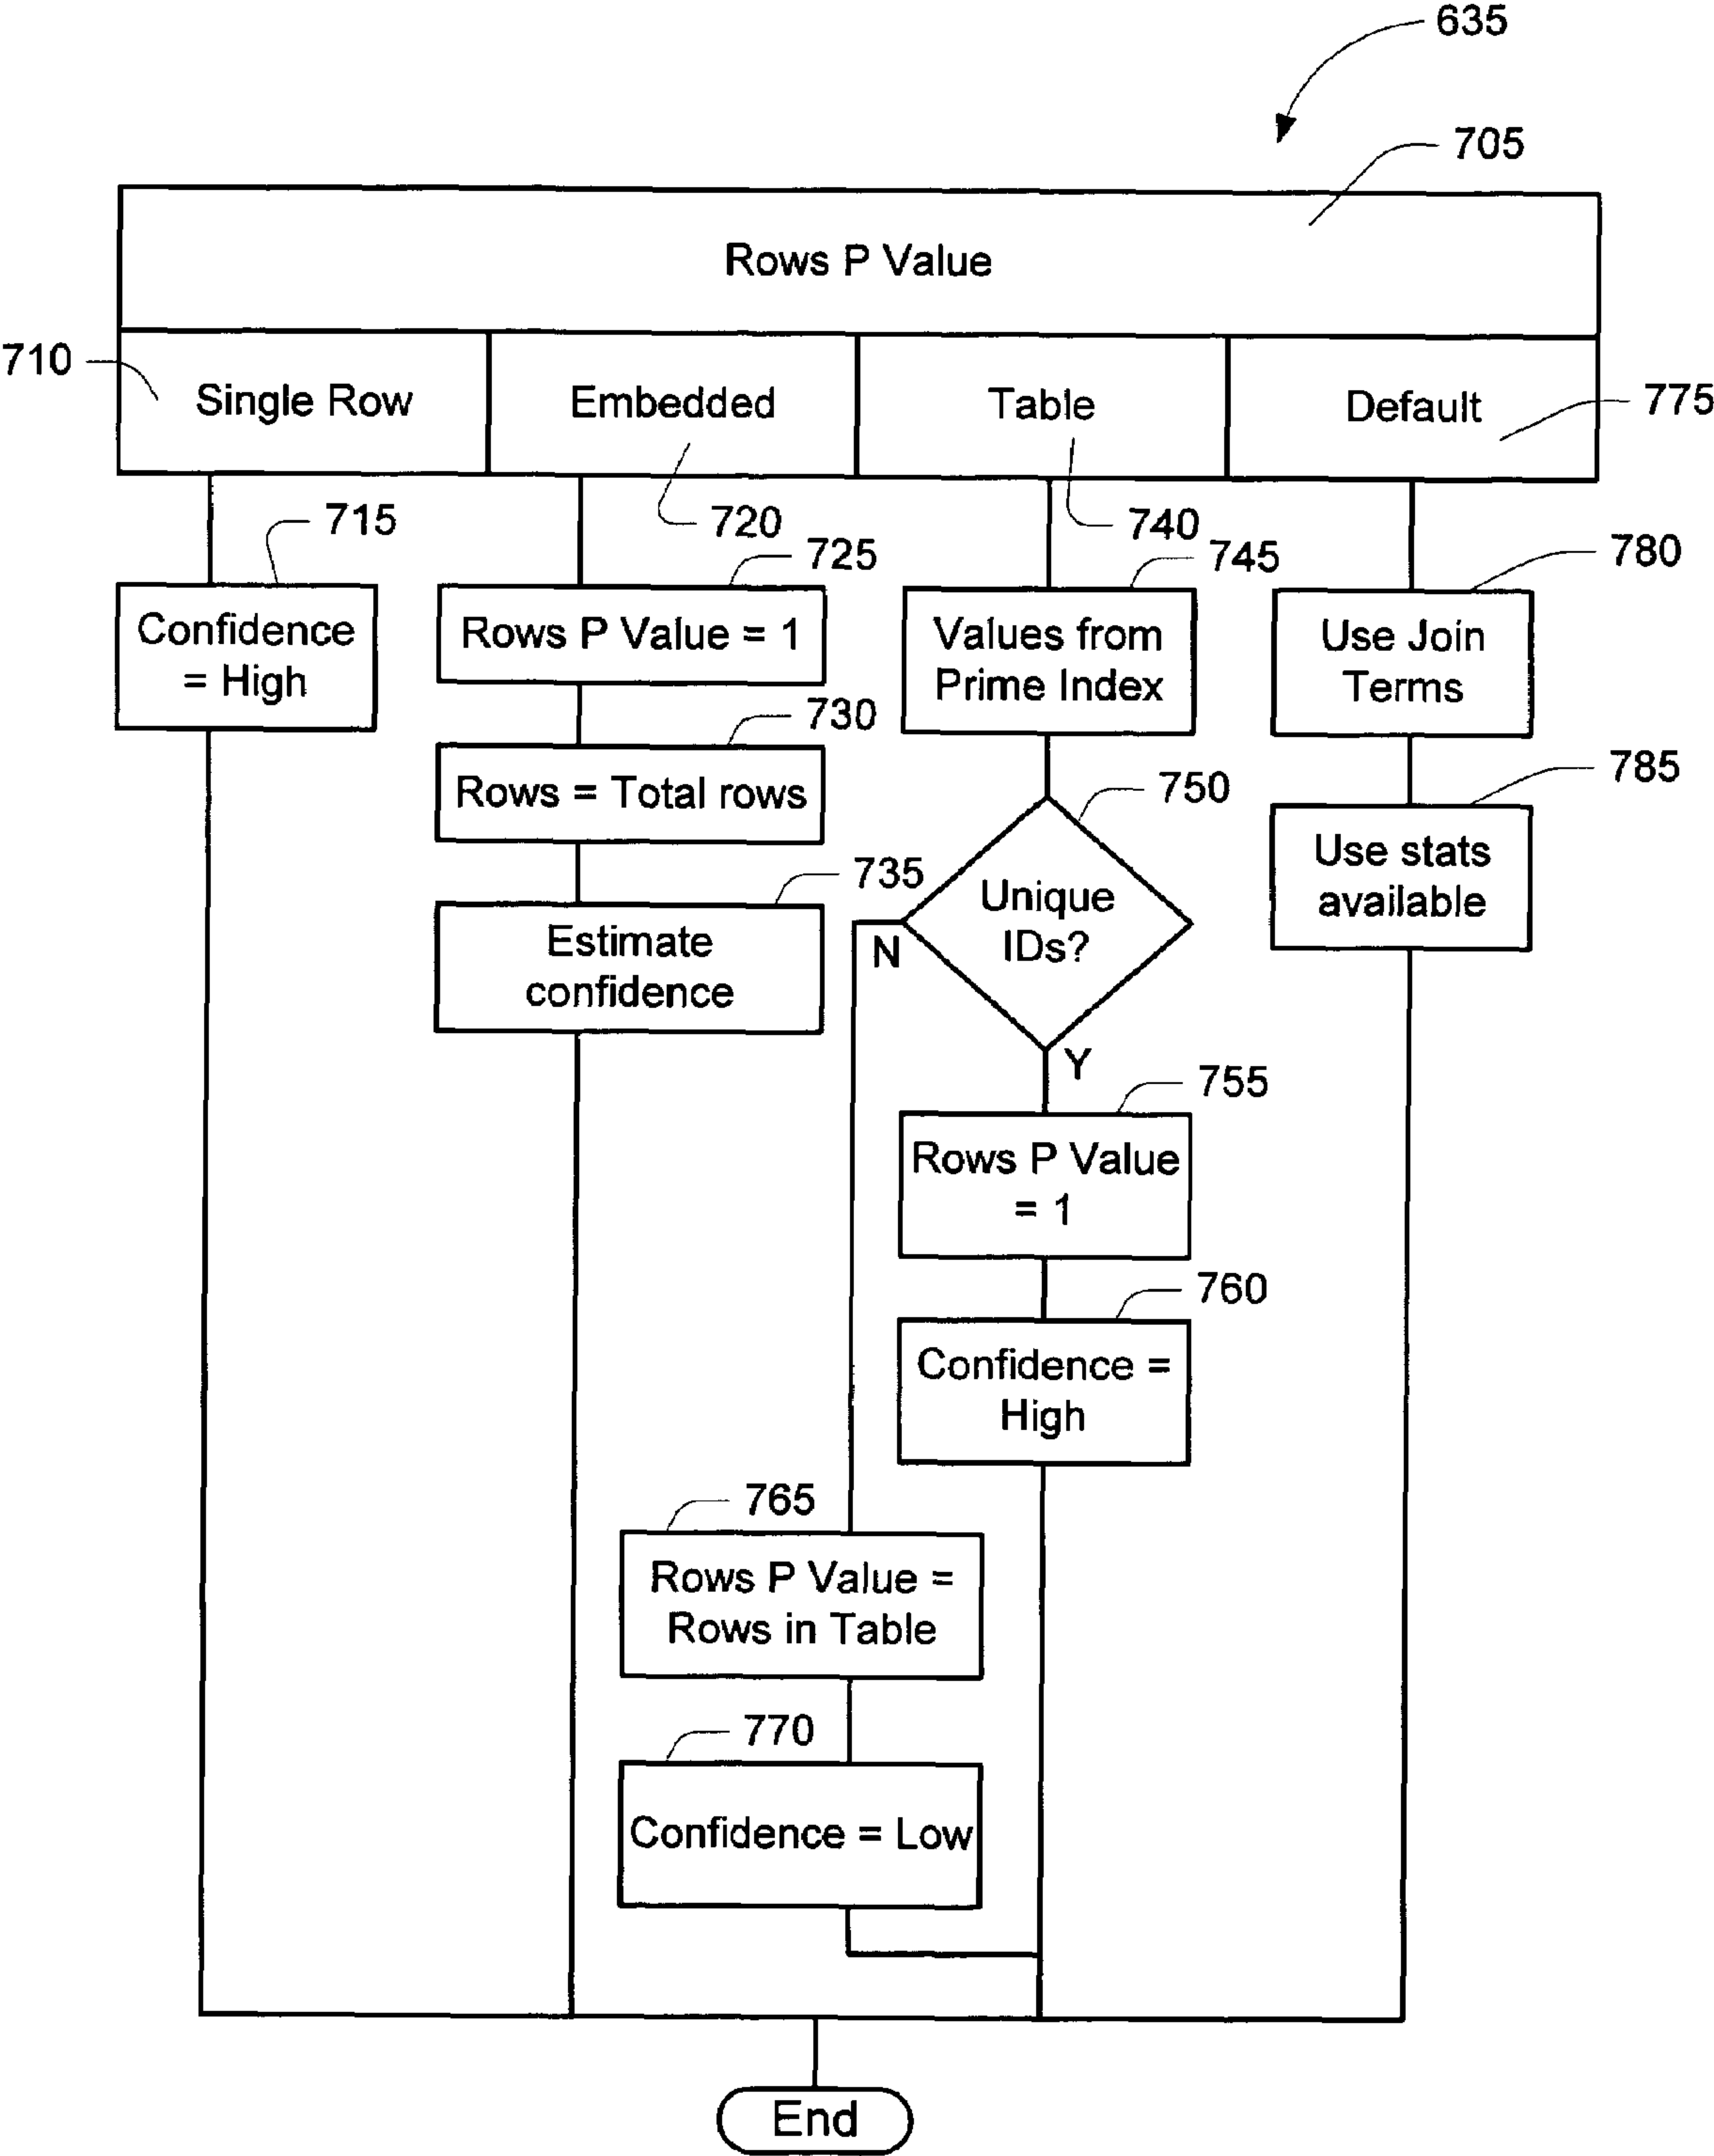 635
705
Rows P Value
710
Single Row
Embedded
Table
Default
775
720
740
715
Confidence
= High
725
Rows P Value = 1
730
Rows = Total rows
735
Estimate
confidence
745
Values from
Prime Index
750
Unique
IDs?
N
Y
755
Rows P Value
= 1
760
Confidence =
High
765
Rows P Value =
Rows in Table
770
Confidence = Low
780
Use Join
Terms
785
Use stats
available
End